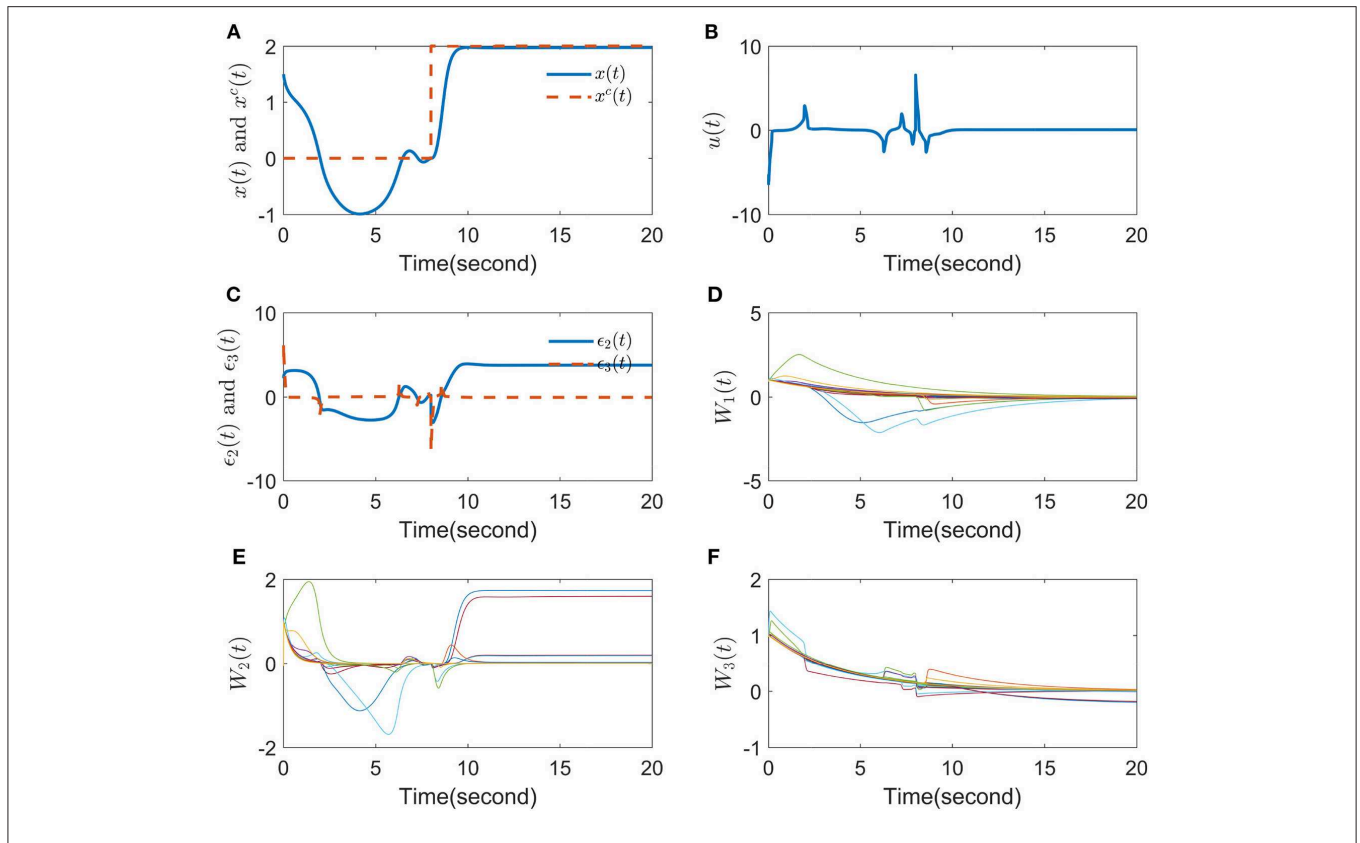 A
x(t) and x^c(t)
2
1
0
-1
x(t)
x^c(t)
0 5 10 15 20
Time(second)
B
u(t)
10
0
-10
0 5 10 15 20
Time(second)
C
ϵ₂(t) and ϵ₃(t)
10
0
-10
ϵ₂(t)
ϵ₃(t)
0 5 10 15 20
Time(second)
D
W₁(t)
5
0
-5
0 5 10 15 20
Time(second)
E
W₂(t)
2
0
-2
0 5 10 15 20
Time(second)
F
W₃(t)
2
1
0
-1
0 5 10 15 20
Time(second)